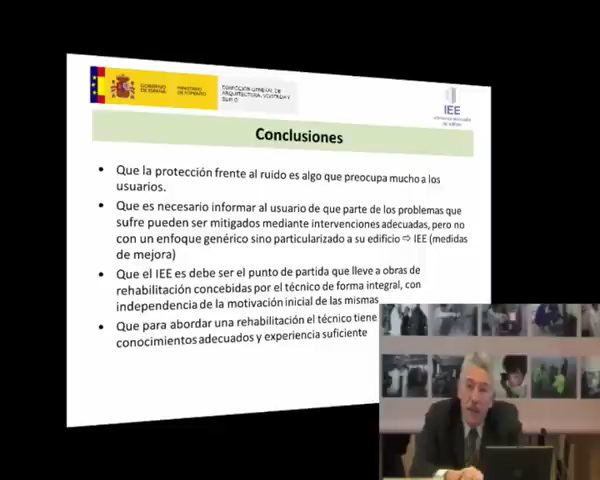 GOBIERNO
DE ESPAÑA
MINISTERIO
DE FOMENTO
DIRECCIÓN GENERAL DE
ARQUITECTURA, VIVIENDA Y
SUELO
IEE
Conclusiones
• Que la protección frente al ruido es algo que preocupa mucho a los
usuarios.
• Que es necesario informar al usuario de que parte de los problemas que
sufre pueden ser mitigados mediante intervenciones adecuadas, pero no
con un enfoque genérico sino particularizado a su edificio ⇨ IEE (medidas
de mejora)
• Que el IEE es debe ser el punto de partida que lleve a obras de
rehabilitación concebidas por el técnico de forma integral, con
independencia de la motivación inicial de las mismas
• Que para abordar una rehabilitación el técnico tiene
conocimientos adecuados y experiencia suficiente